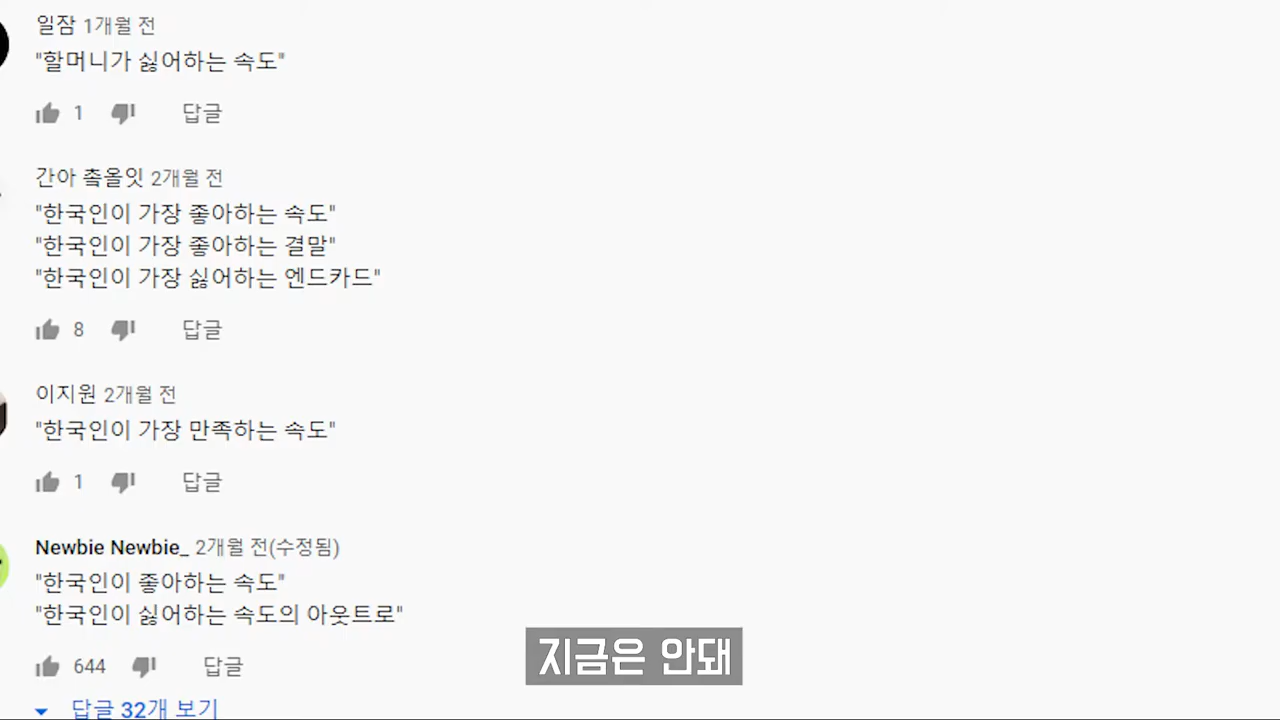 일잠 1개월 전
"할머니가 싫어하는 속도"
1 답글
간아 쵹올잇 2개월 전
"한국인이 가장 좋아하는 속도"
"한국인이 가장 좋아하는 결말"
"한국인이 가장 싫어하는 엔드카드"
8 답글
이지원 2개월 전
"한국인이 가장 만족하는 속도"
1 답글
Newbie Newbie_ 2개월 전(수정됨)
"한국인이 좋아하는 속도"
"한국인이 싫어하는 속도의 아웃트로"
지금은 안돼
644 답글
답글 32개 보기